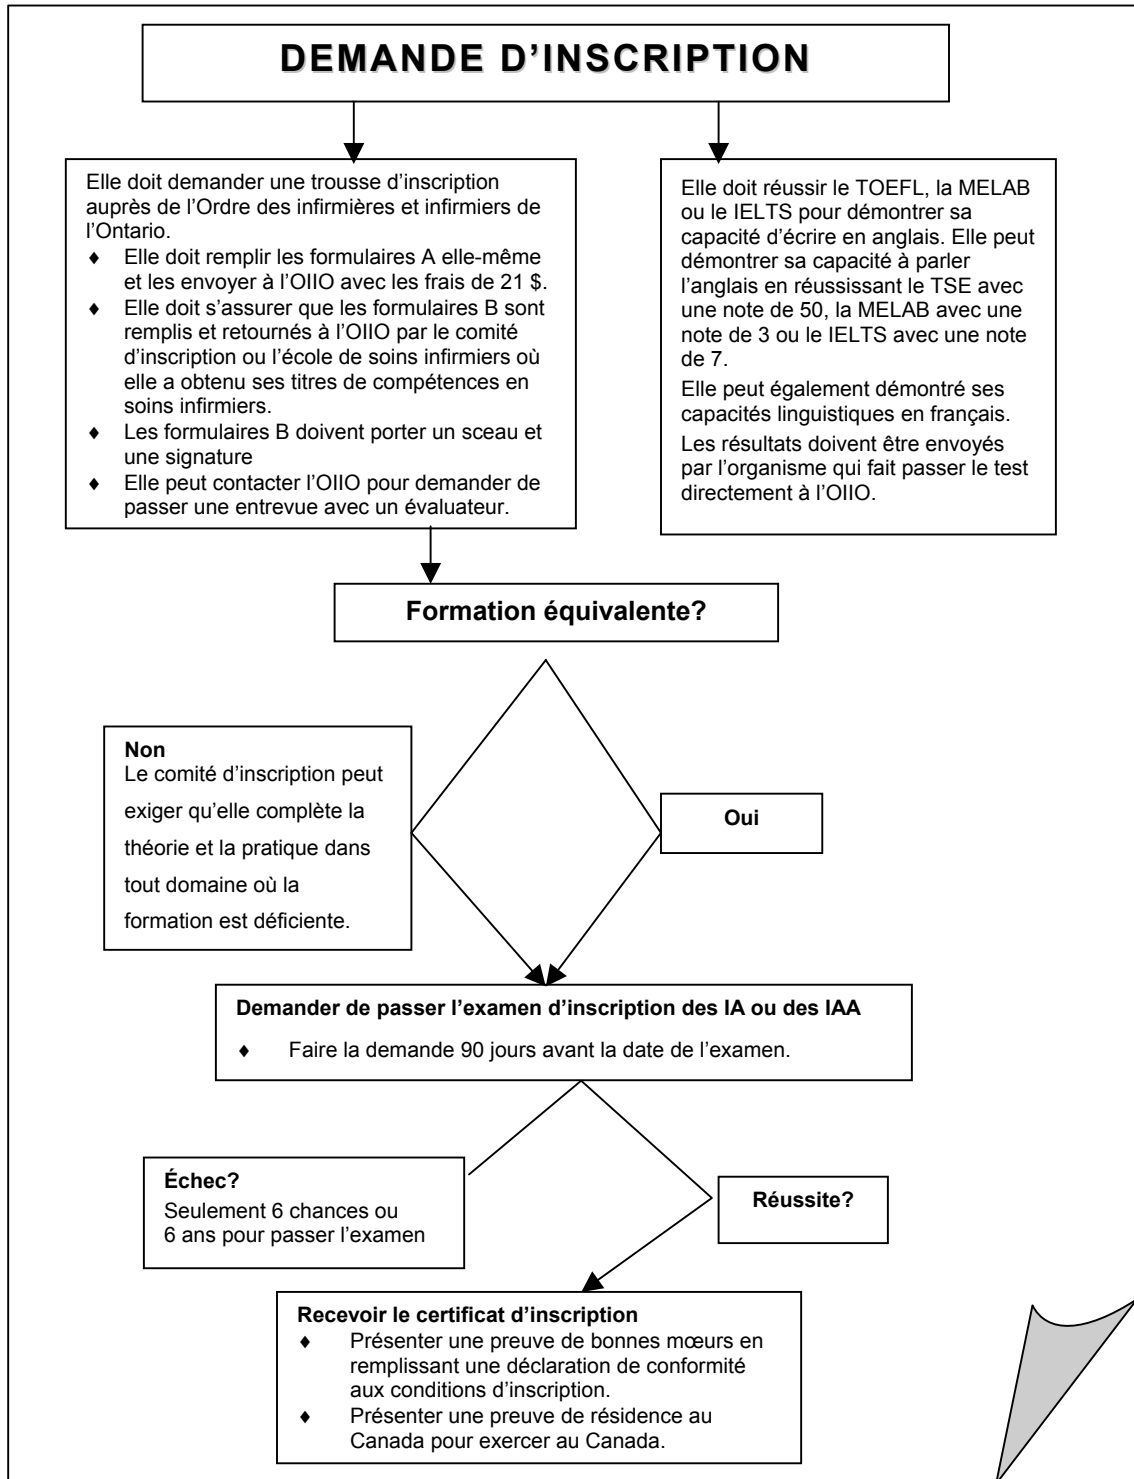 DEMANDE D’INSCRIPTION
Elle doit demander une trousse d’inscription
auprès de l’Ordre des infirmières et infirmiers de
l’Ontario.
♦ Elle doit remplir les formulaires A elle-même
et les envoyer à l’OIIO avec les frais de 21 $.
♦ Elle doit s’assurer que les formulaires B sont
remplis et retournés à l’OIIO par le comité
d’inscription ou l’école de soins infirmiers où
elle a obtenu ses titres de compétences en
soins infirmiers.
♦ Les formulaires B doivent porter un sceau et
une signature
♦ Elle peut contacter l’OIIO pour demander de
passer une entrevue avec un évaluateur.
Elle doit réussir le TOEFL, la MELAB
ou le IELTS pour démontrer sa
capacité d’écrire en anglais. Elle peut
démontrer sa capacité à parler
l’anglais en réussissant le TSE avec
une note de 50, la MELAB avec une
note de 3 ou le IELTS avec une note
de 7.
Elle peut également démontré ses
capacités linguistiques en français.
Les résultats doivent être envoyés
par l’organisme qui fait passer le test
directement à l’OIIO.
Formation équivalente?
Non
Le comité d’inscription peut
exiger qu’elle complète la
théorie et la pratique dans
tout domaine où la
formation est déficiente.
Oui
Demander de passer l’examen d’inscription des IA ou des IAA
♦ Faire la demande 90 jours avant la date de l’examen.
Échec?
Seulement 6 chances ou
6 ans pour passer l’examen
Réussite?
Recevoir le certificat d’inscription
♦ Présenter une preuve de bonnes mœurs en
remplissant une déclaration de conformité
aux conditions d’inscription.
♦ Présenter une preuve de résidence au
Canada pour exercer au Canada.